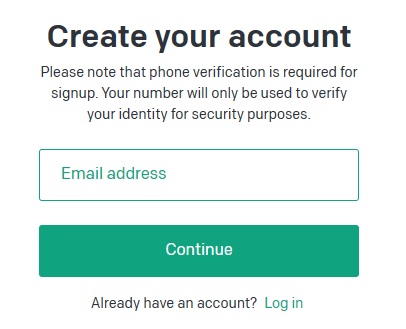 Create your account
Please note that phone verification is required for
signup. Your number will only be used to verify
your identity for security purposes.
Email address
Continue
Already have an account? Log in